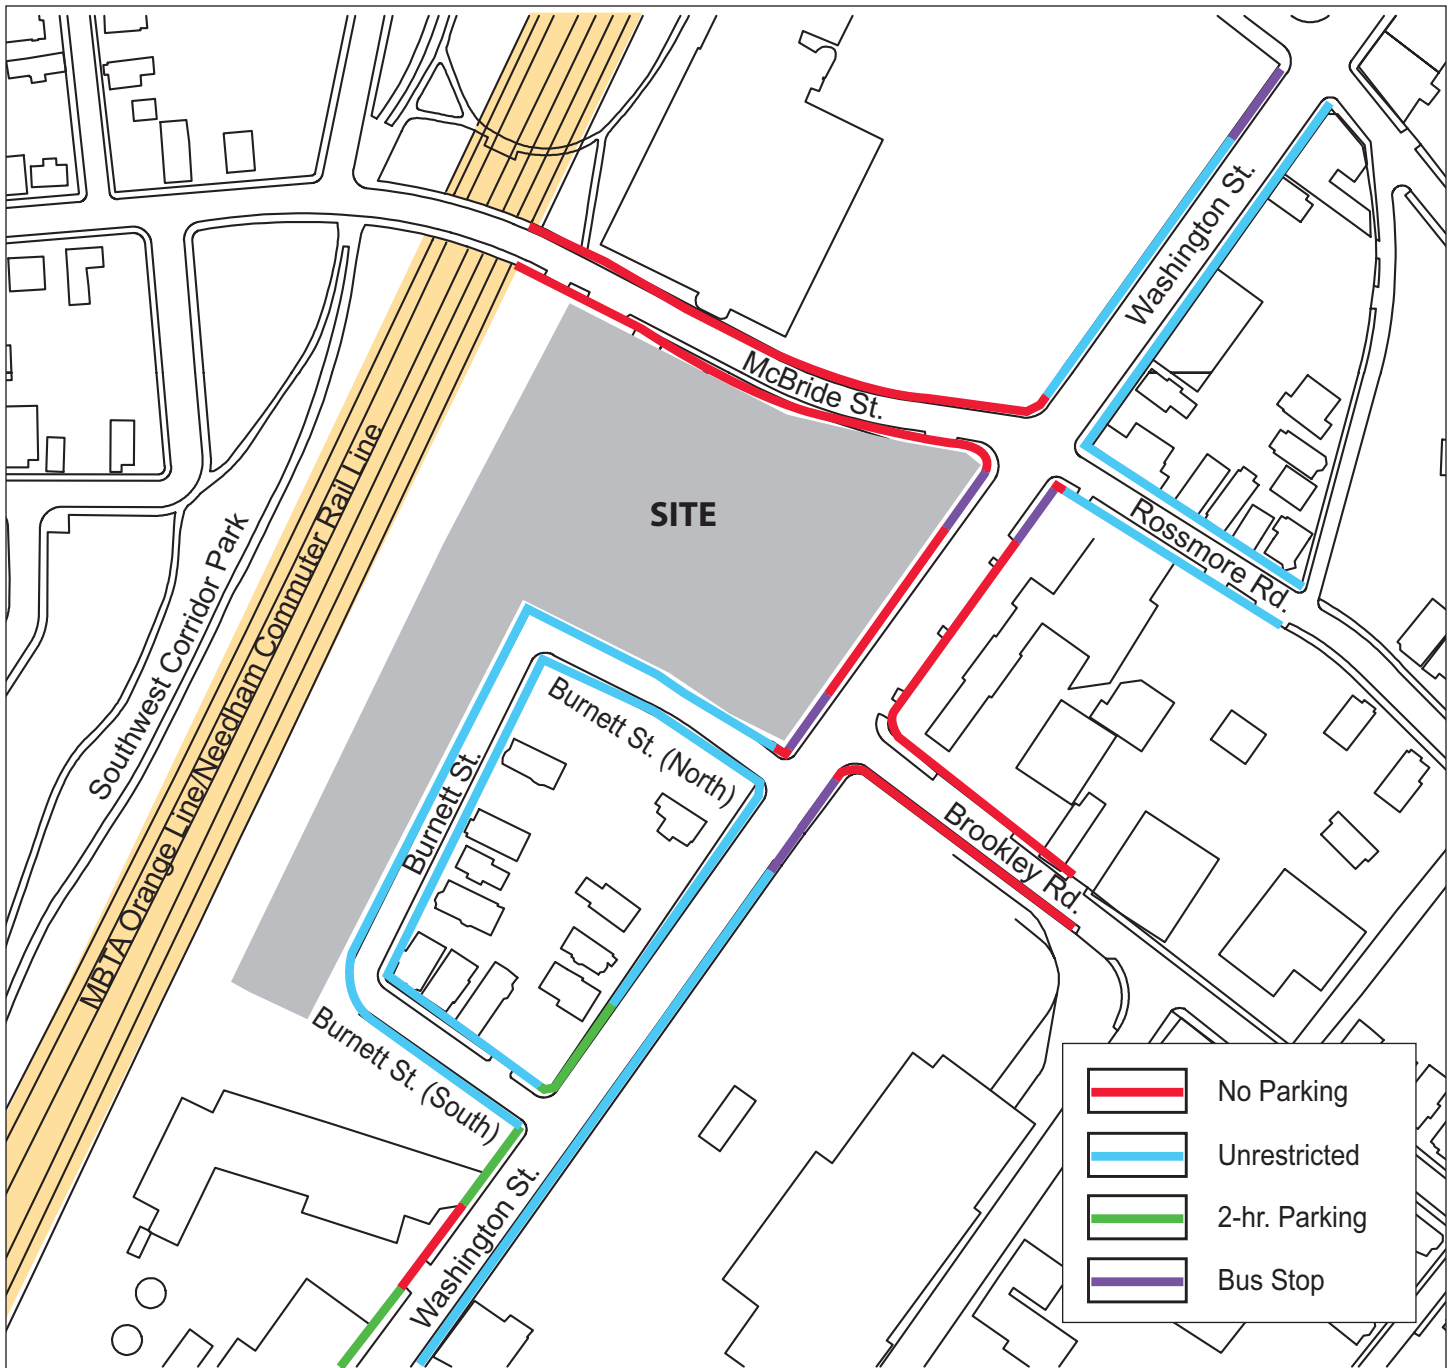 Washington St.
McBride St.
SITE
Rossmore Rd.
MBTA Orange Line/Needham Commuter Rail Line
Southwest Corridor Park
Burnett St. (North)
Burnett St.
Brookley Rd.
Burnett St. (South)
Washington St.
No Parking
Unrestricted
2-hr. Parking
Bus Stop